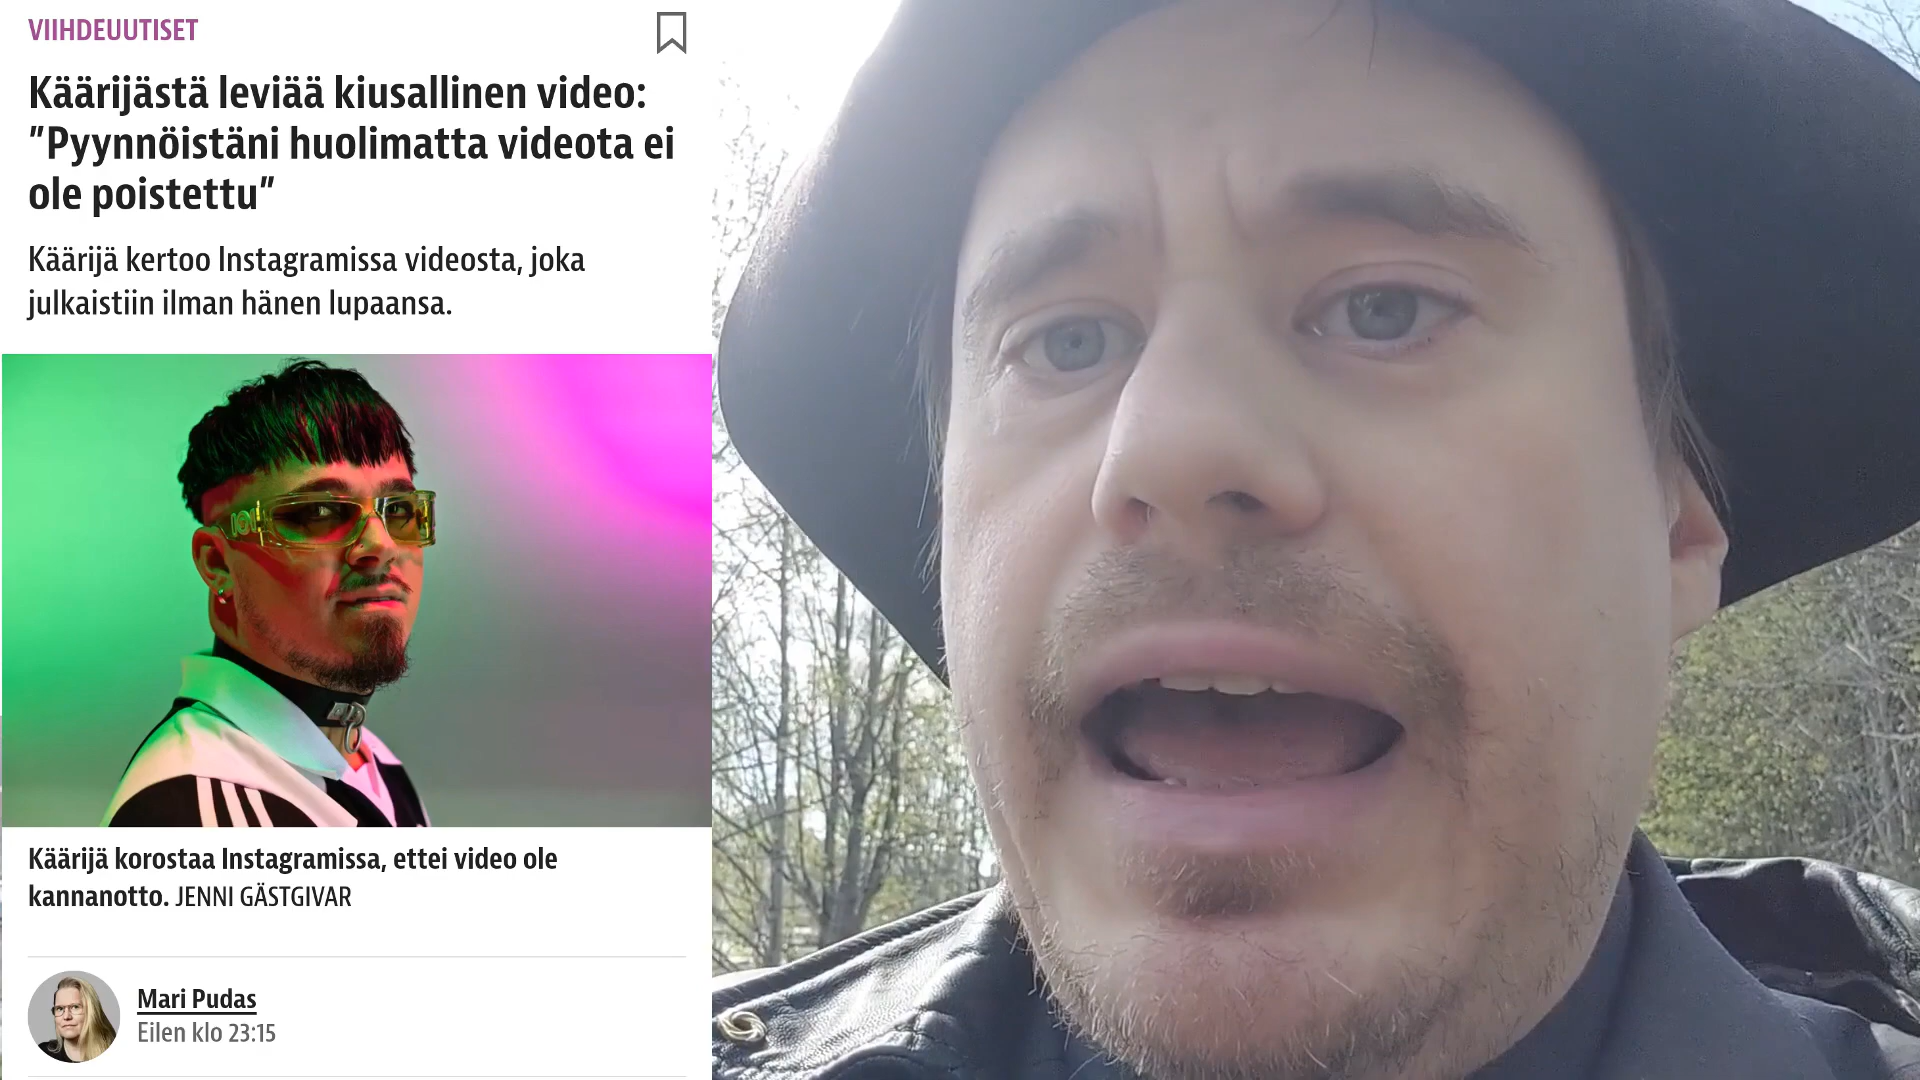 VIIHDEUUTISET
Käärijästä leviää kiusallinen video:
”Pyynnöistäni huolimatta videota ei
ole poistettu”
Käärijä kertoo Instagramissa videosta, joka
julkaistiin ilman hänen lupaansa.
Käärijä korostaa Instagramissa, ettei video ole
kannanotto. JENNI GÄSTGIVAR
Mari Pudas
Eilen klo 23:15